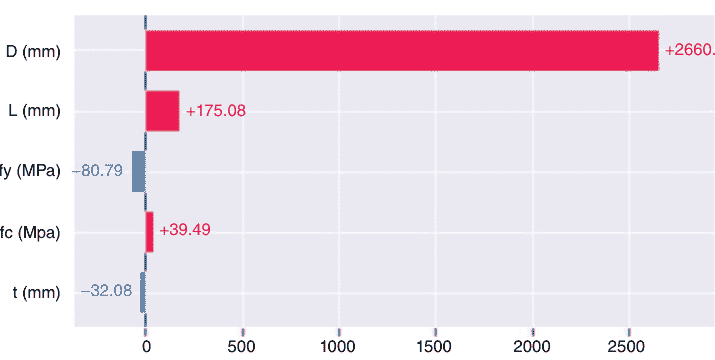 D (mm) +2660.
L (mm) +175.08
fy (MPa) −80.79
fc (Mpa) +39.49
t (mm) −32.08
0 500 1000 1500 2000 2500